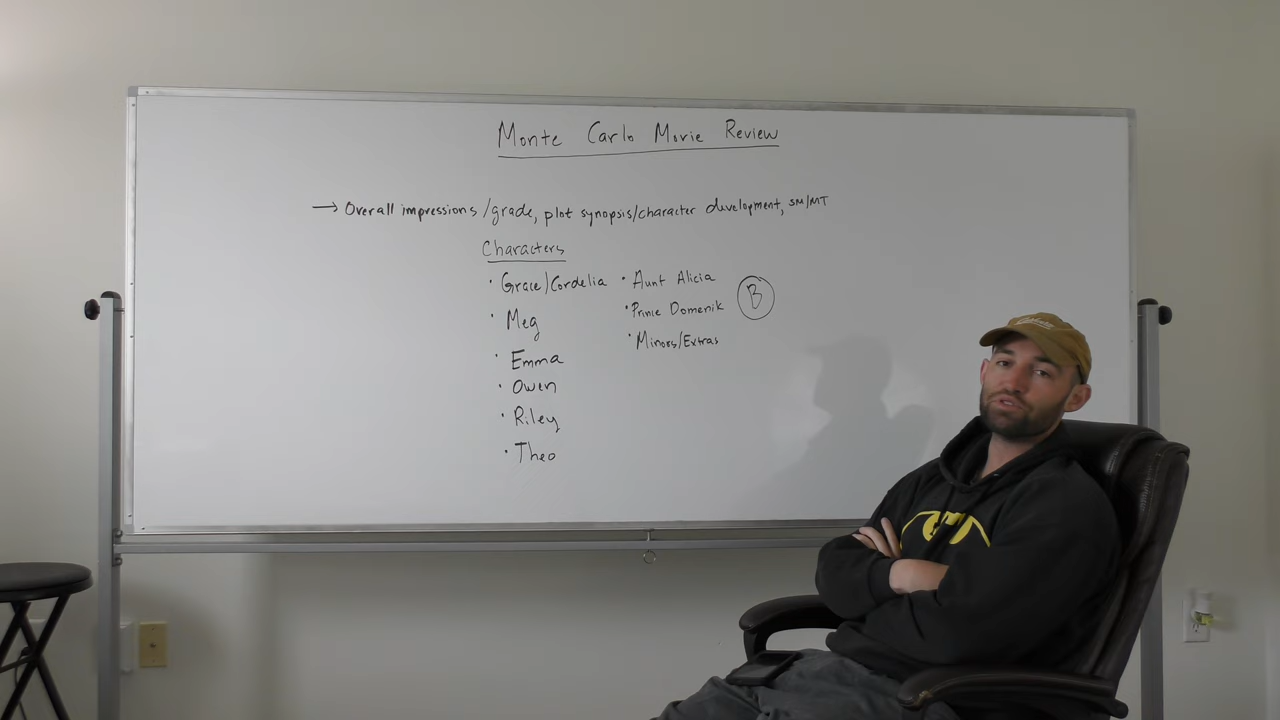 Monte Carlo Movie Review
→ Overall impressions/grade, plot synopsis/character development, SM/MT
Characters
• Grace/Cordelia
• Meg
• Emma
• Owen
• Riley
• Theo
• Aunt Alicia
• Prince Domenik
• Minors/Extras
B